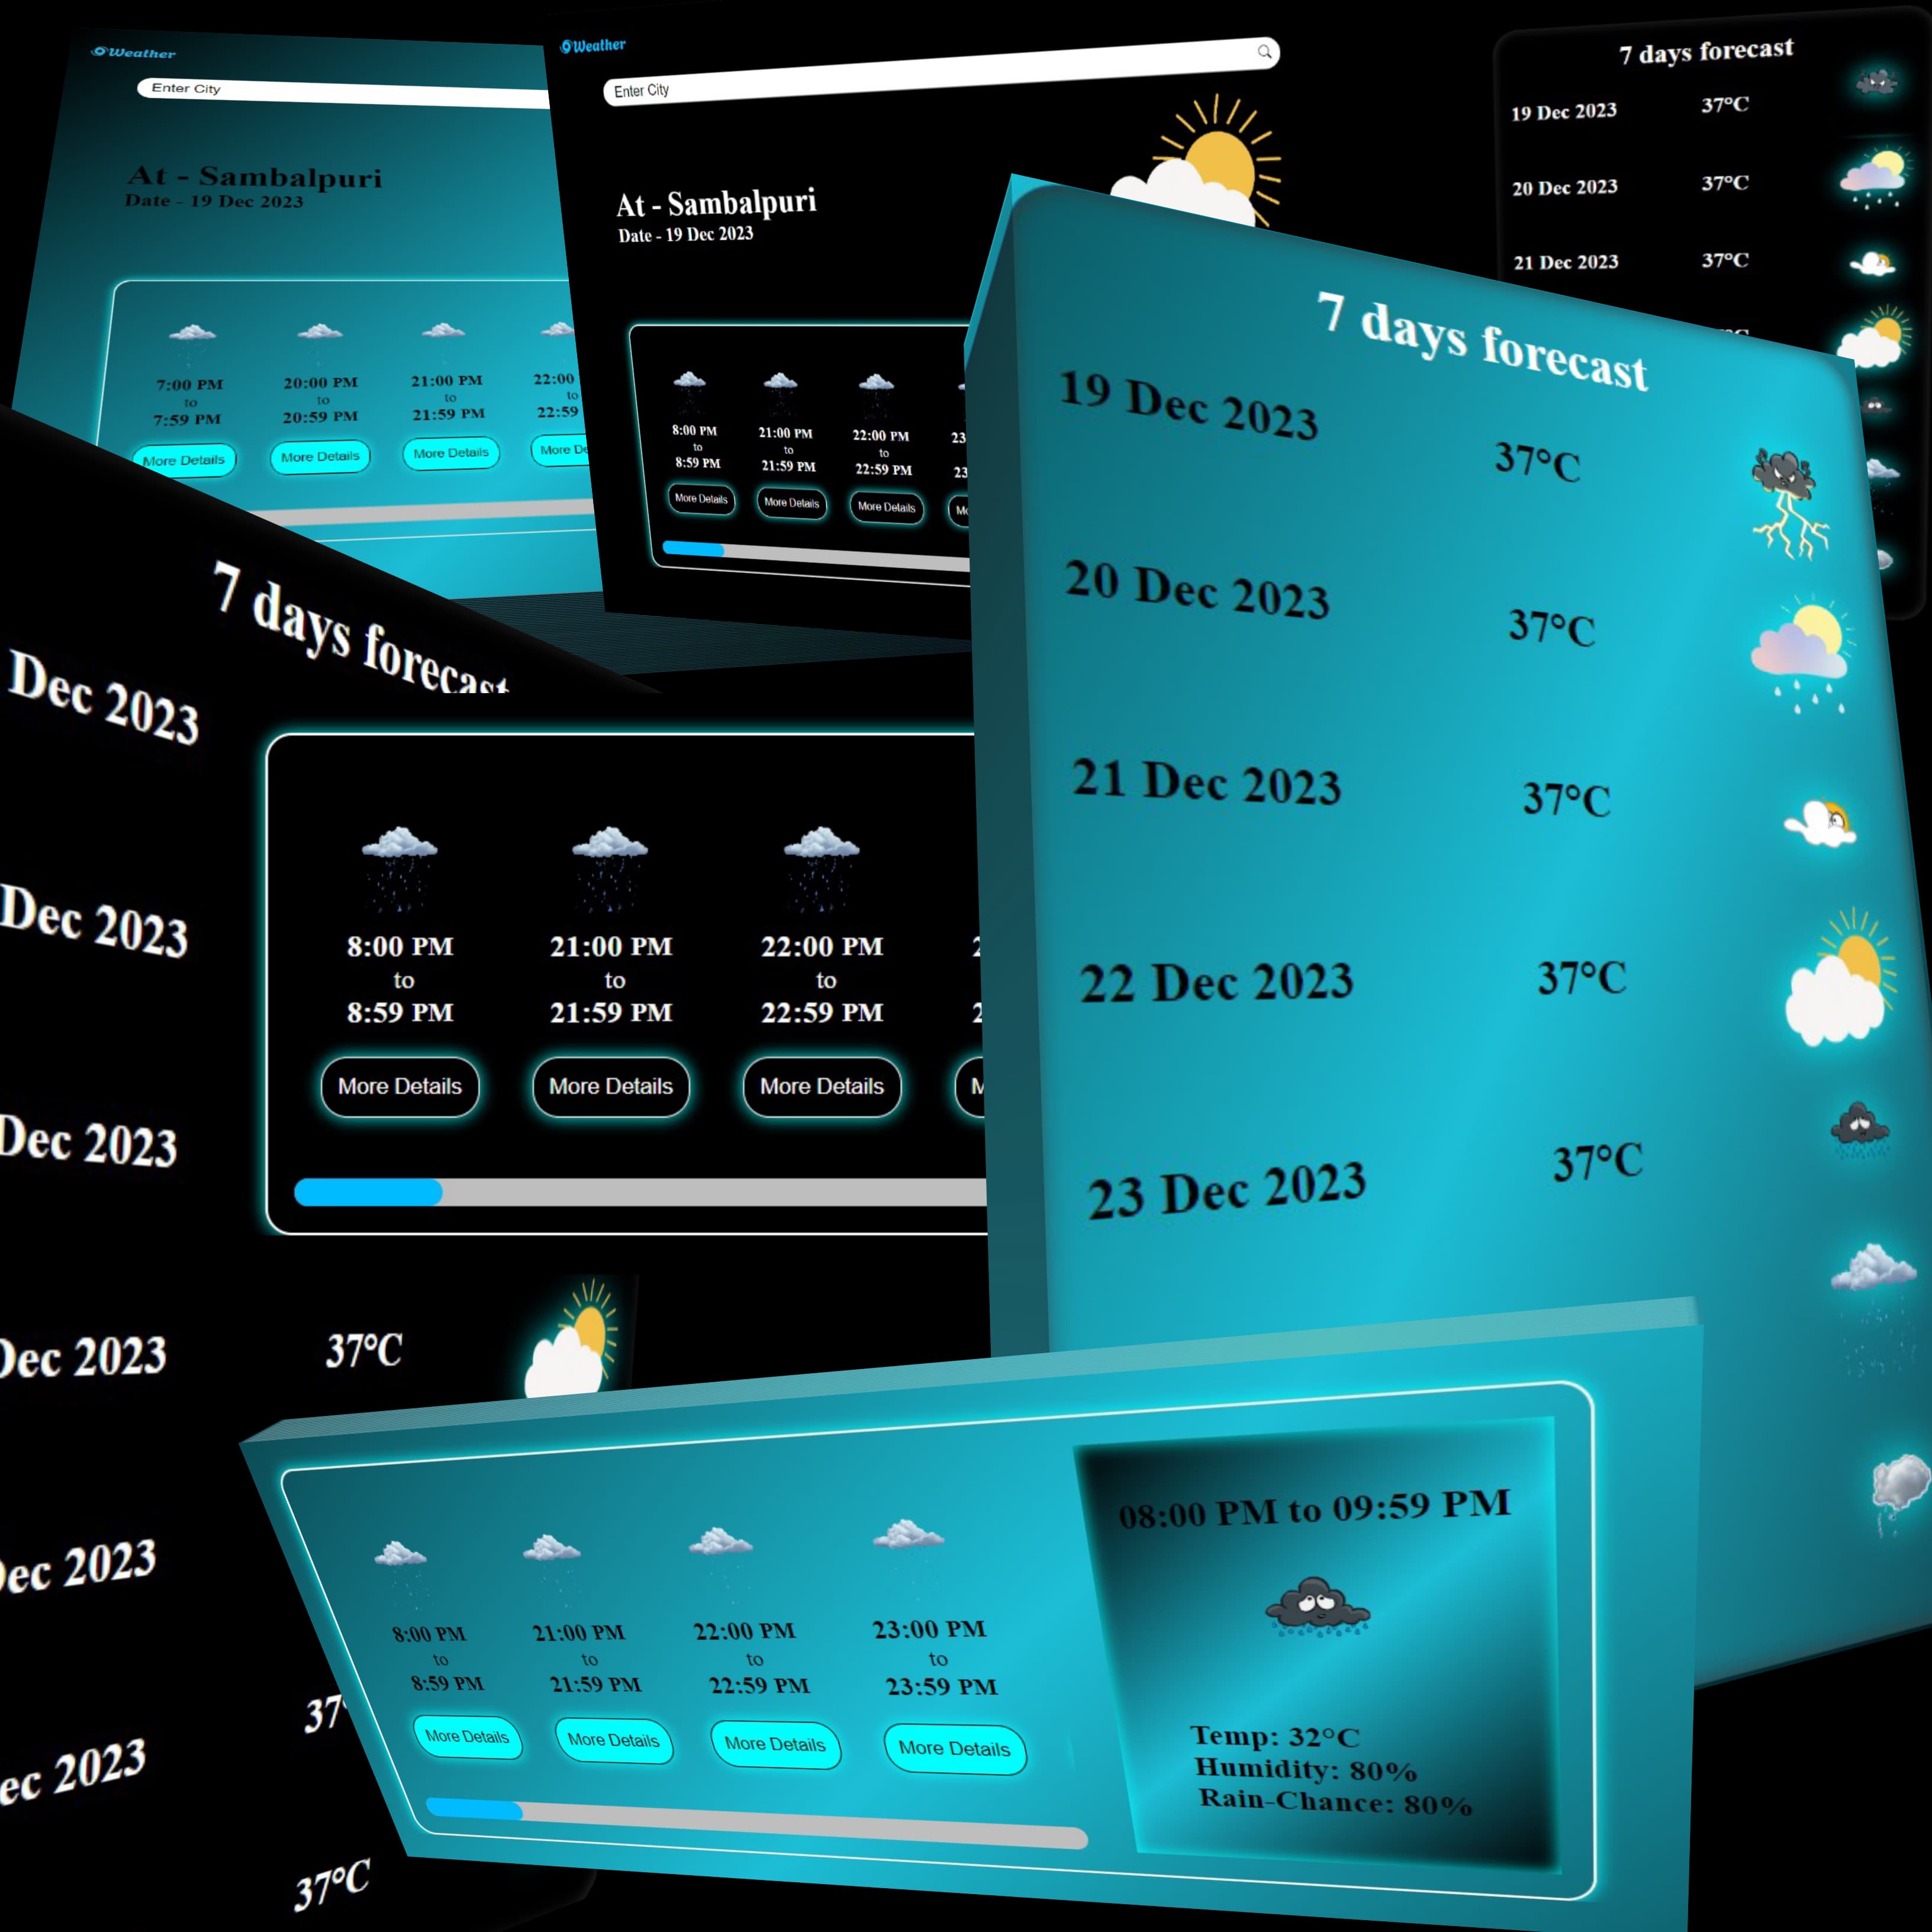 Weather
Enter City
At - Sambalpuri
Date - 19 Dec 2023
7:00 PM
to
7:59 PM
More Details
20:00 PM
to
20:59 PM
More Details
21:00 PM
to
21:59 PM
More Details
22:00
to
22:59
More De
Weather
Enter City
At - Sambalpuri
Date - 19 Dec 2023
8:00 PM
to
8:59 PM
More Details
21:00 PM
to
21:59 PM
More Details
22:00 PM
to
22:59 PM
More Details
23
23
7 days forecast
19 Dec 2023 37°C
20 Dec 2023 37°C
21 Dec 2023 37°C
7 days forecast
19 Dec 2023 37°C
20 Dec 2023 37°C
21 Dec 2023 37°C
22 Dec 2023 37°C
23 Dec 2023 37°C
7 days forecast
Dec 2023
Dec 2023
Dec 2023
Dec 2023 37°C
Dec 2023
37°
ec 2023
37°C
8:00 PM
to
8:59 PM
More Details
21:00 PM
to
21:59 PM
More Details
22:00 PM
to
22:59 PM
More Details
2
2
M
8:00 PM
to
8:59 PM
More Details
21:00 PM
to
21:59 PM
More Details
22:00 PM
to
22:59 PM
More Details
23:00 PM
to
23:59 PM
More Details
08:00 PM to 09:59 PM
Temp: 32°C
Humidity: 80%
Rain-Chance: 80%